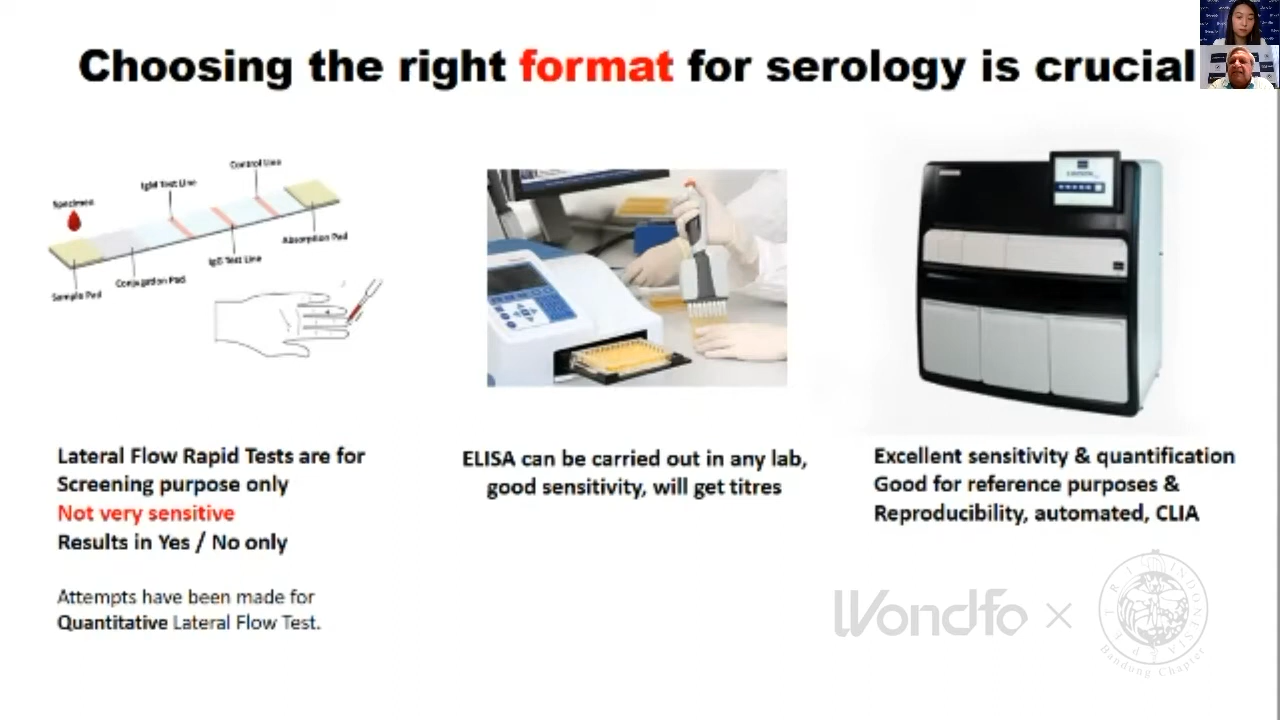 Choosing the right format for serology is crucial
Control Line
IgM Test Line
Specimen
Absorption Pad
IgG Test Line
Conjugation Pad
Sample Pad
Lateral Flow Rapid Tests are for
Screening purpose only
Not very sensitive
Results in Yes / No only
Attempts have been made for
Quantitative Lateral Flow Test.
ELISA can be carried out in any lab,
good sensitivity, will get titres
Excellent sensitivity & quantification
Good for reference purposes &
Reproducibility, automated, CLIA
Wondfo ×
Bandung Chapter